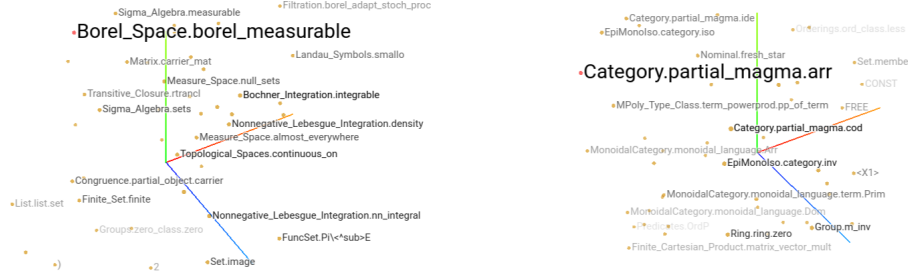 Sigma_Algebra.measurable
Filtration.borel_adapt_stoch_proc
Borel_Space.borel_measurable
Landau_Symbols.smallo
Matrix.carrier_mat
Measure_Space.null_sets
Transitive_Closure.rtrancl
Bochner_Integration.integrable
Sigma_Algebra.sets
Nonnegative_Lebesgue_Integration.density
Measure_Space.almost_everywhere
Topological_Spaces.continuous_on
Congruence.partial_object.carrier
List.list.set
Finite_Set.finite
Nonnegative_Lebesgue_Integration.nn_integral
Groups.zero_class.zero
FuncSet.Pi\<^sub>E
)
2
Set.image
Category.partial_magma.ide
Orderings.ord_class.less
EpiMonoIso.category.iso
Nominal.fresh_star
Set.membe
Category.partial_magma.arr
CONST
MPoly_Type_Class.term_powerprod.pp_of_term
FREE
Category.partial_magma.cod
MonoidalCategory.monoidal_language.Arr
EpiMonoIso.category.inv
<X1>
MonoidalCategory.monoidal_language.term.Prim
MonoidalCategory.monoidal_language.Dom
Predicates.OrdP
Group.m_inv
Ring.ring.zero
Finite_Cartesian_Product.matrix_vector_mult